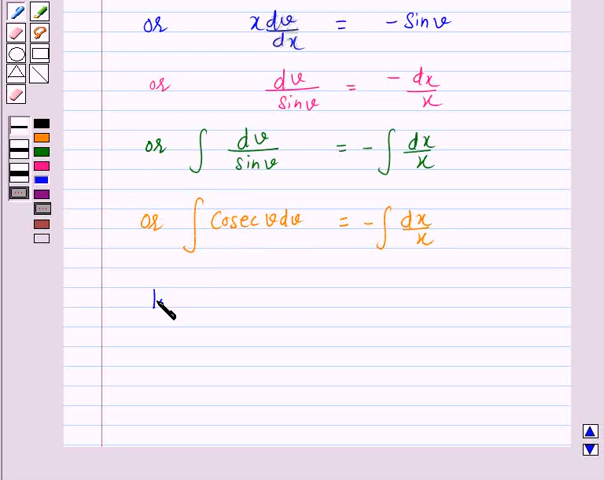 or x dv/dx = - sin v
or dv/sin v = - dx/x
or ∫ dv/sin v = - ∫ dx/x
or ∫ Cosec v dv = - ∫ dx/x